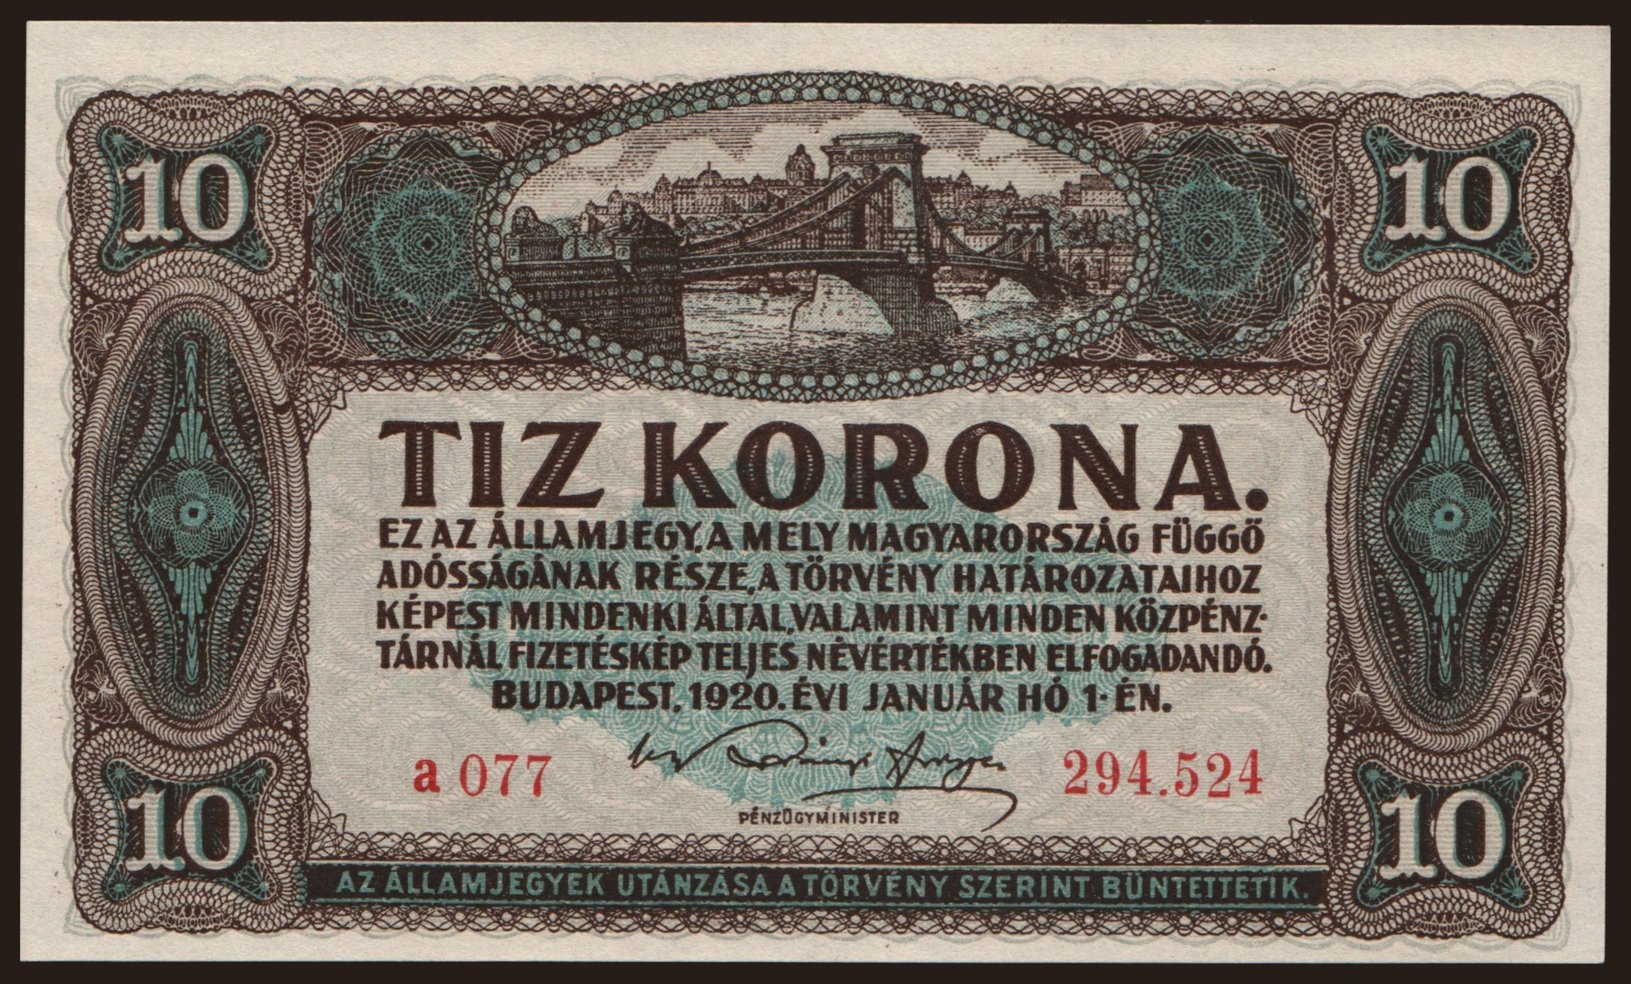 10
10
TIZ KORONA.
EZ AZ ÁLLAMJEGY, A MELY MAGYARORSZÁG FÜGGŐ
ADÓSSÁGÁNAK RÉSZE, A TÖRVÉNY HATÁROZATAIHOZ
KÉPEST MINDENKI ÁLTAL, VALAMINT MINDEN KÖZPÉNZ-
TÁRNÁL FIZETÉSKÉP TELJES NÉVÉRTÉKBEN ELFOGADANDÓ.
BUDAPEST, 1920. ÉVI JANUÁR HÓ 1-ÉN.
a 077
294.524
PÉNZÜGYMINISTER
10
10
AZ ÁLLAMJEGYEK UTÁNZÁSA A TÖRVÉNY SZERINT BÜNTETTETIK.